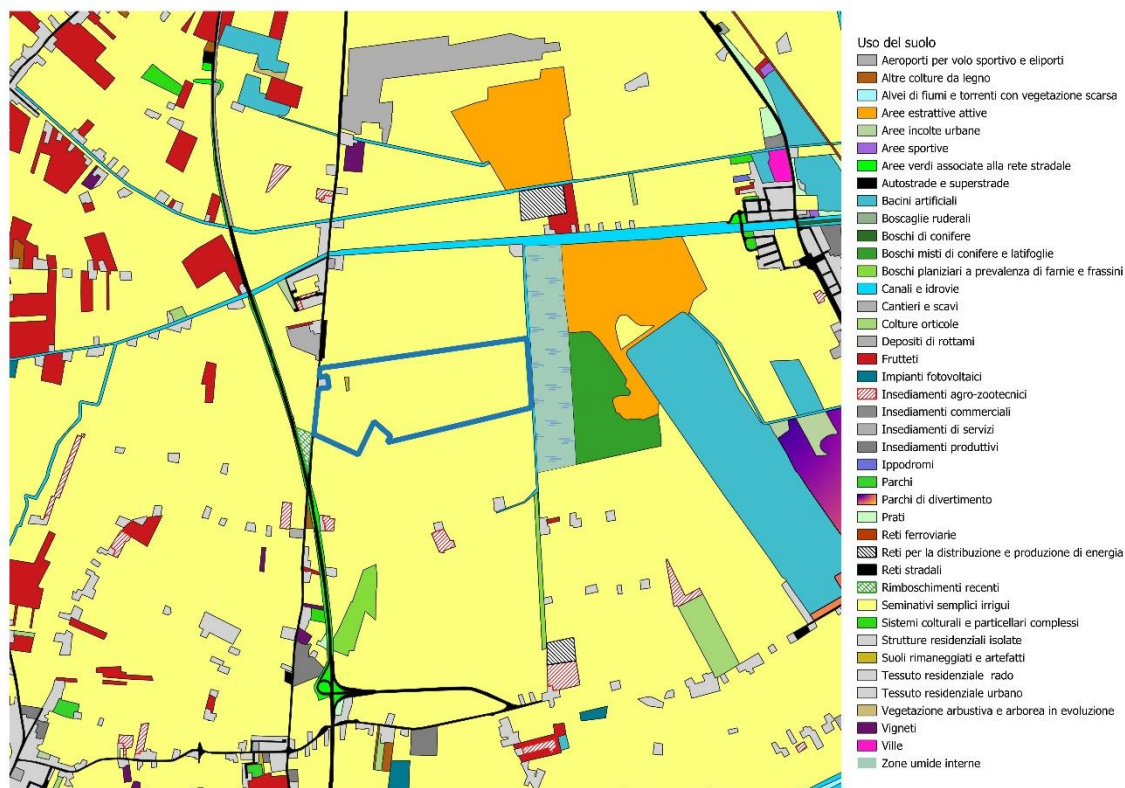 Uso del suolo
Aeroporti per volo sportivo e eliporti
Altre colture da legno
Alvei di fiumi e torrenti con vegetazione scarsa
Aree estrattive attive
Aree incolte urbane
Aree sportive
Aree verdi associate alla rete stradale
Autostrade e superstrade
Bacini artificiali
Boscaglie ruderali
Boschi di conifere
Boschi misti di conifere e latifoglie
Boschi planiziari a prevalenza di farnie e frassini
Canali e idrovie
Cantieri e scavi
Colture orticole
Depositi di rottami
Frutteti
Impianti fotovoltaici
Insediamenti agro-zootecnici
Insediamenti commerciali
Insediamenti di servizi
Insediamenti produttivi
Ippodromi
Parchi
Parchi di divertimento
Prati
Reti ferroviarie
Reti per la distribuzione e produzione di energia
Reti stradali
Rimboschimenti recenti
Seminativi semplici irrigui
Sistemi colturali e particellari complessi
Strutture residenziali isolate
Suoli rimaneggiati e artefatti
Tessuto residenziale rado
Tessuto residenziale urbano
Vegetazione arbustiva e arborea in evoluzione
Vigneti
Ville
Zone umide interne